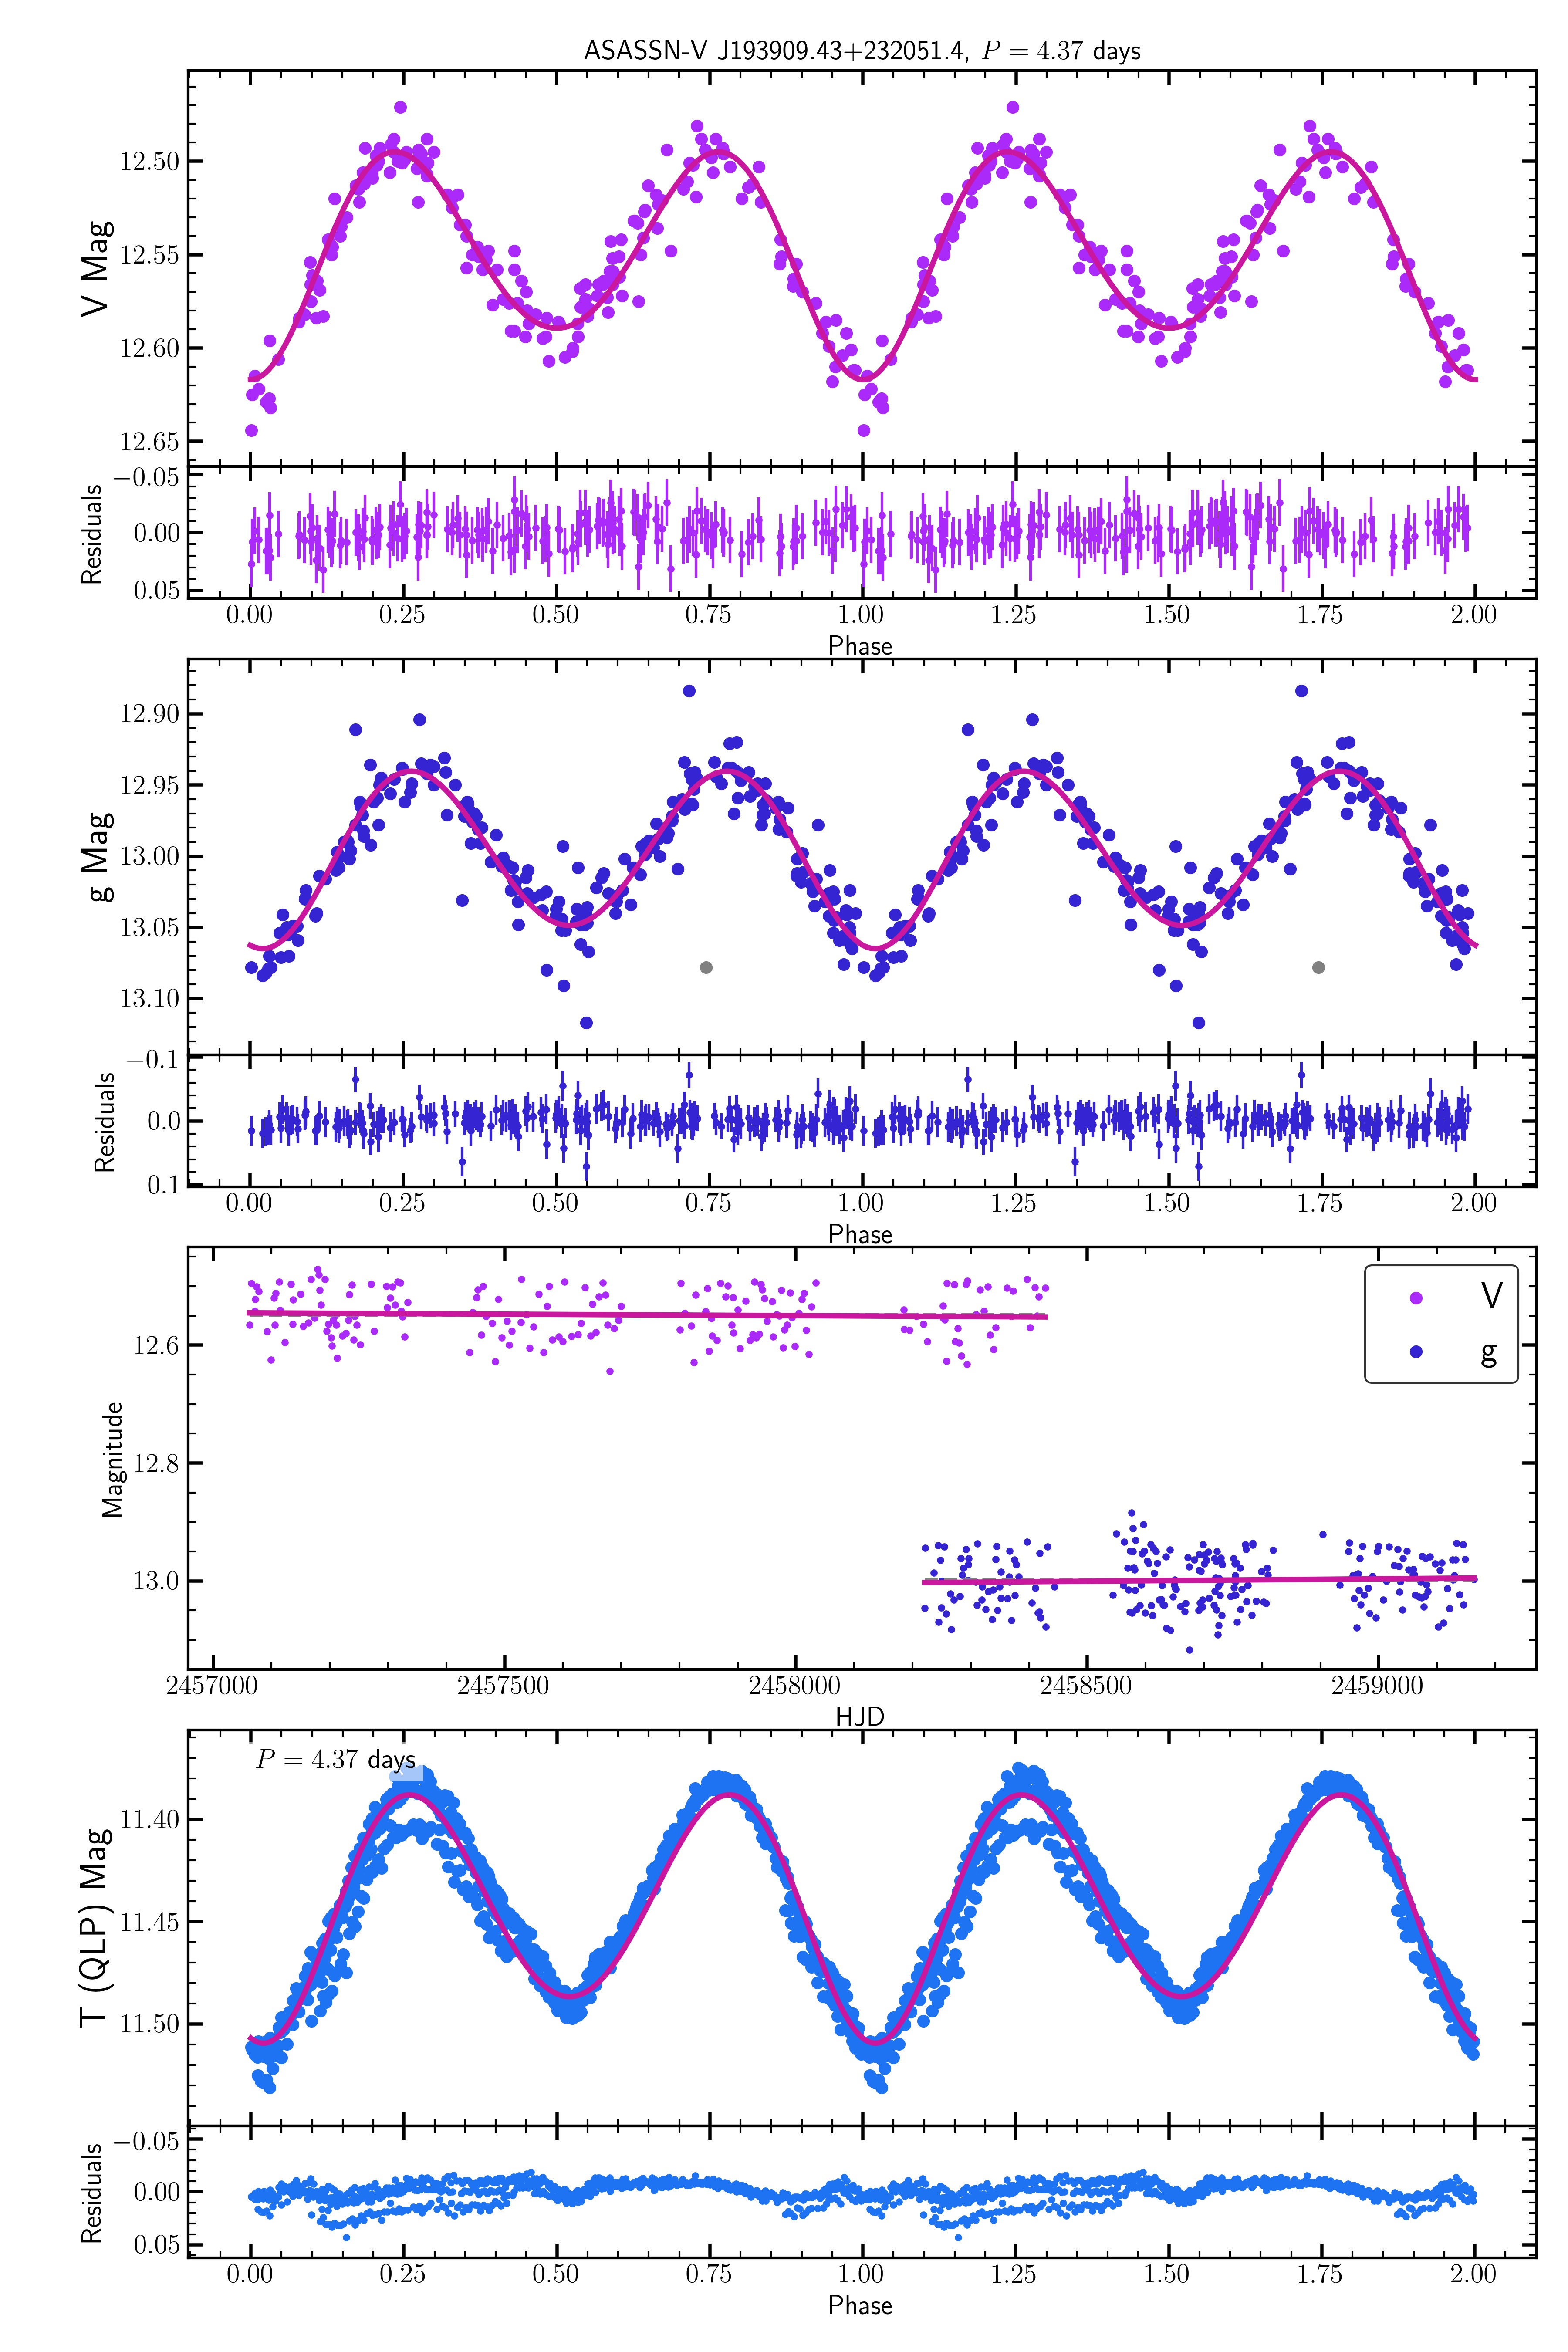 ASASSN-V J193909.43+232051.4, P = 4.37 days
V Mag
12.50
12.55
12.60
12.65
Residuals
−0.05
0.00
0.05
0.00 0.25 0.50 0.75 1.00 1.25 1.50 1.75 2.00
Phase
g Mag
12.90
12.95
13.00
13.05
13.10
Residuals
−0.1
0.0
0.1
0.00 0.25 0.50 0.75 1.00 1.25 1.50 1.75 2.00
Phase
Magnitude
12.6
12.8
13.0
V
g
2457000 2457500 2458000 2458500 2459000
HJD
P = 4.37 days
T (QLP) Mag
11.40
11.45
11.50
Residuals
−0.05
0.00
0.05
0.00 0.25 0.50 0.75 1.00 1.25 1.50 1.75 2.00
Phase